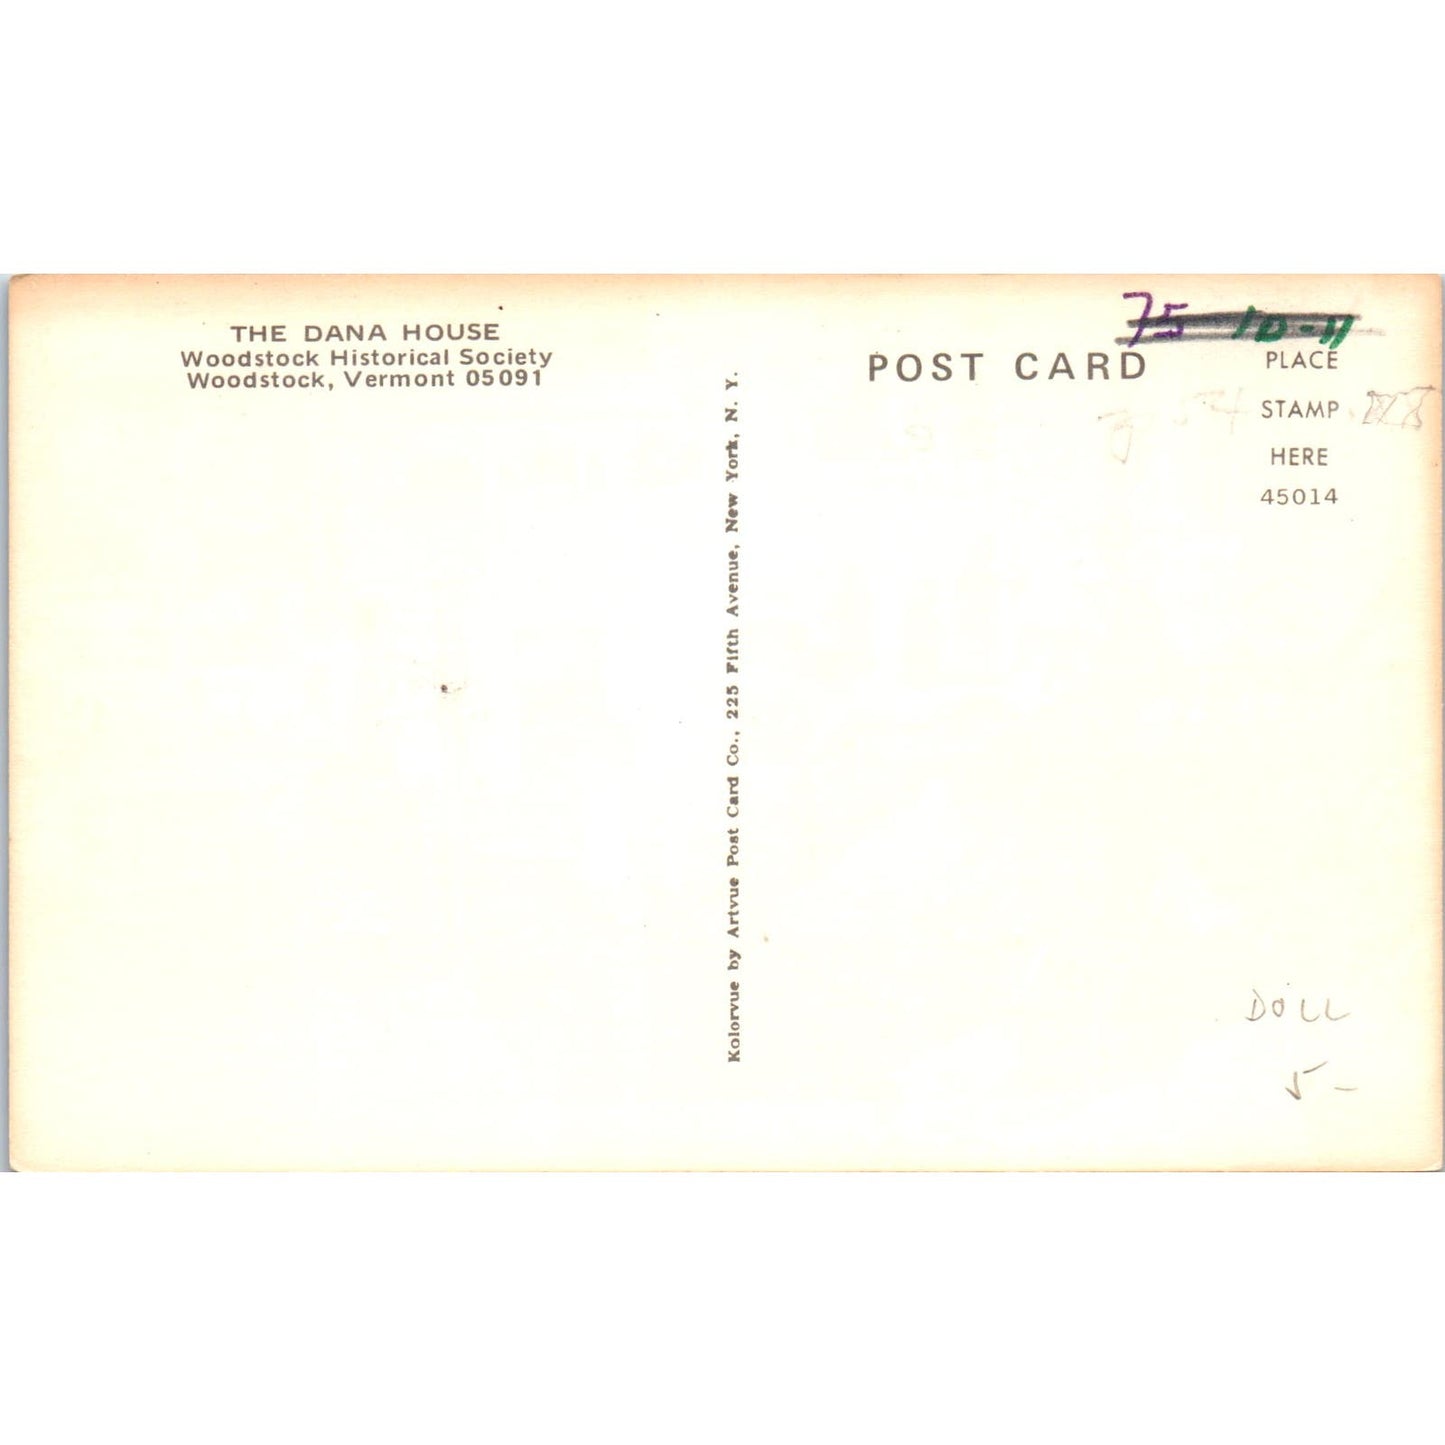 THE DANA HOUSE
Woodstock Historical Society
Woodstock, Vermont 05091
Kolorvue by Artvue Post Card Co., 225 Fifth Avenue, New York, N. Y.
POST CARD
75 10-11
PLACE
STAMP
HERE
45014
DOLL
5-